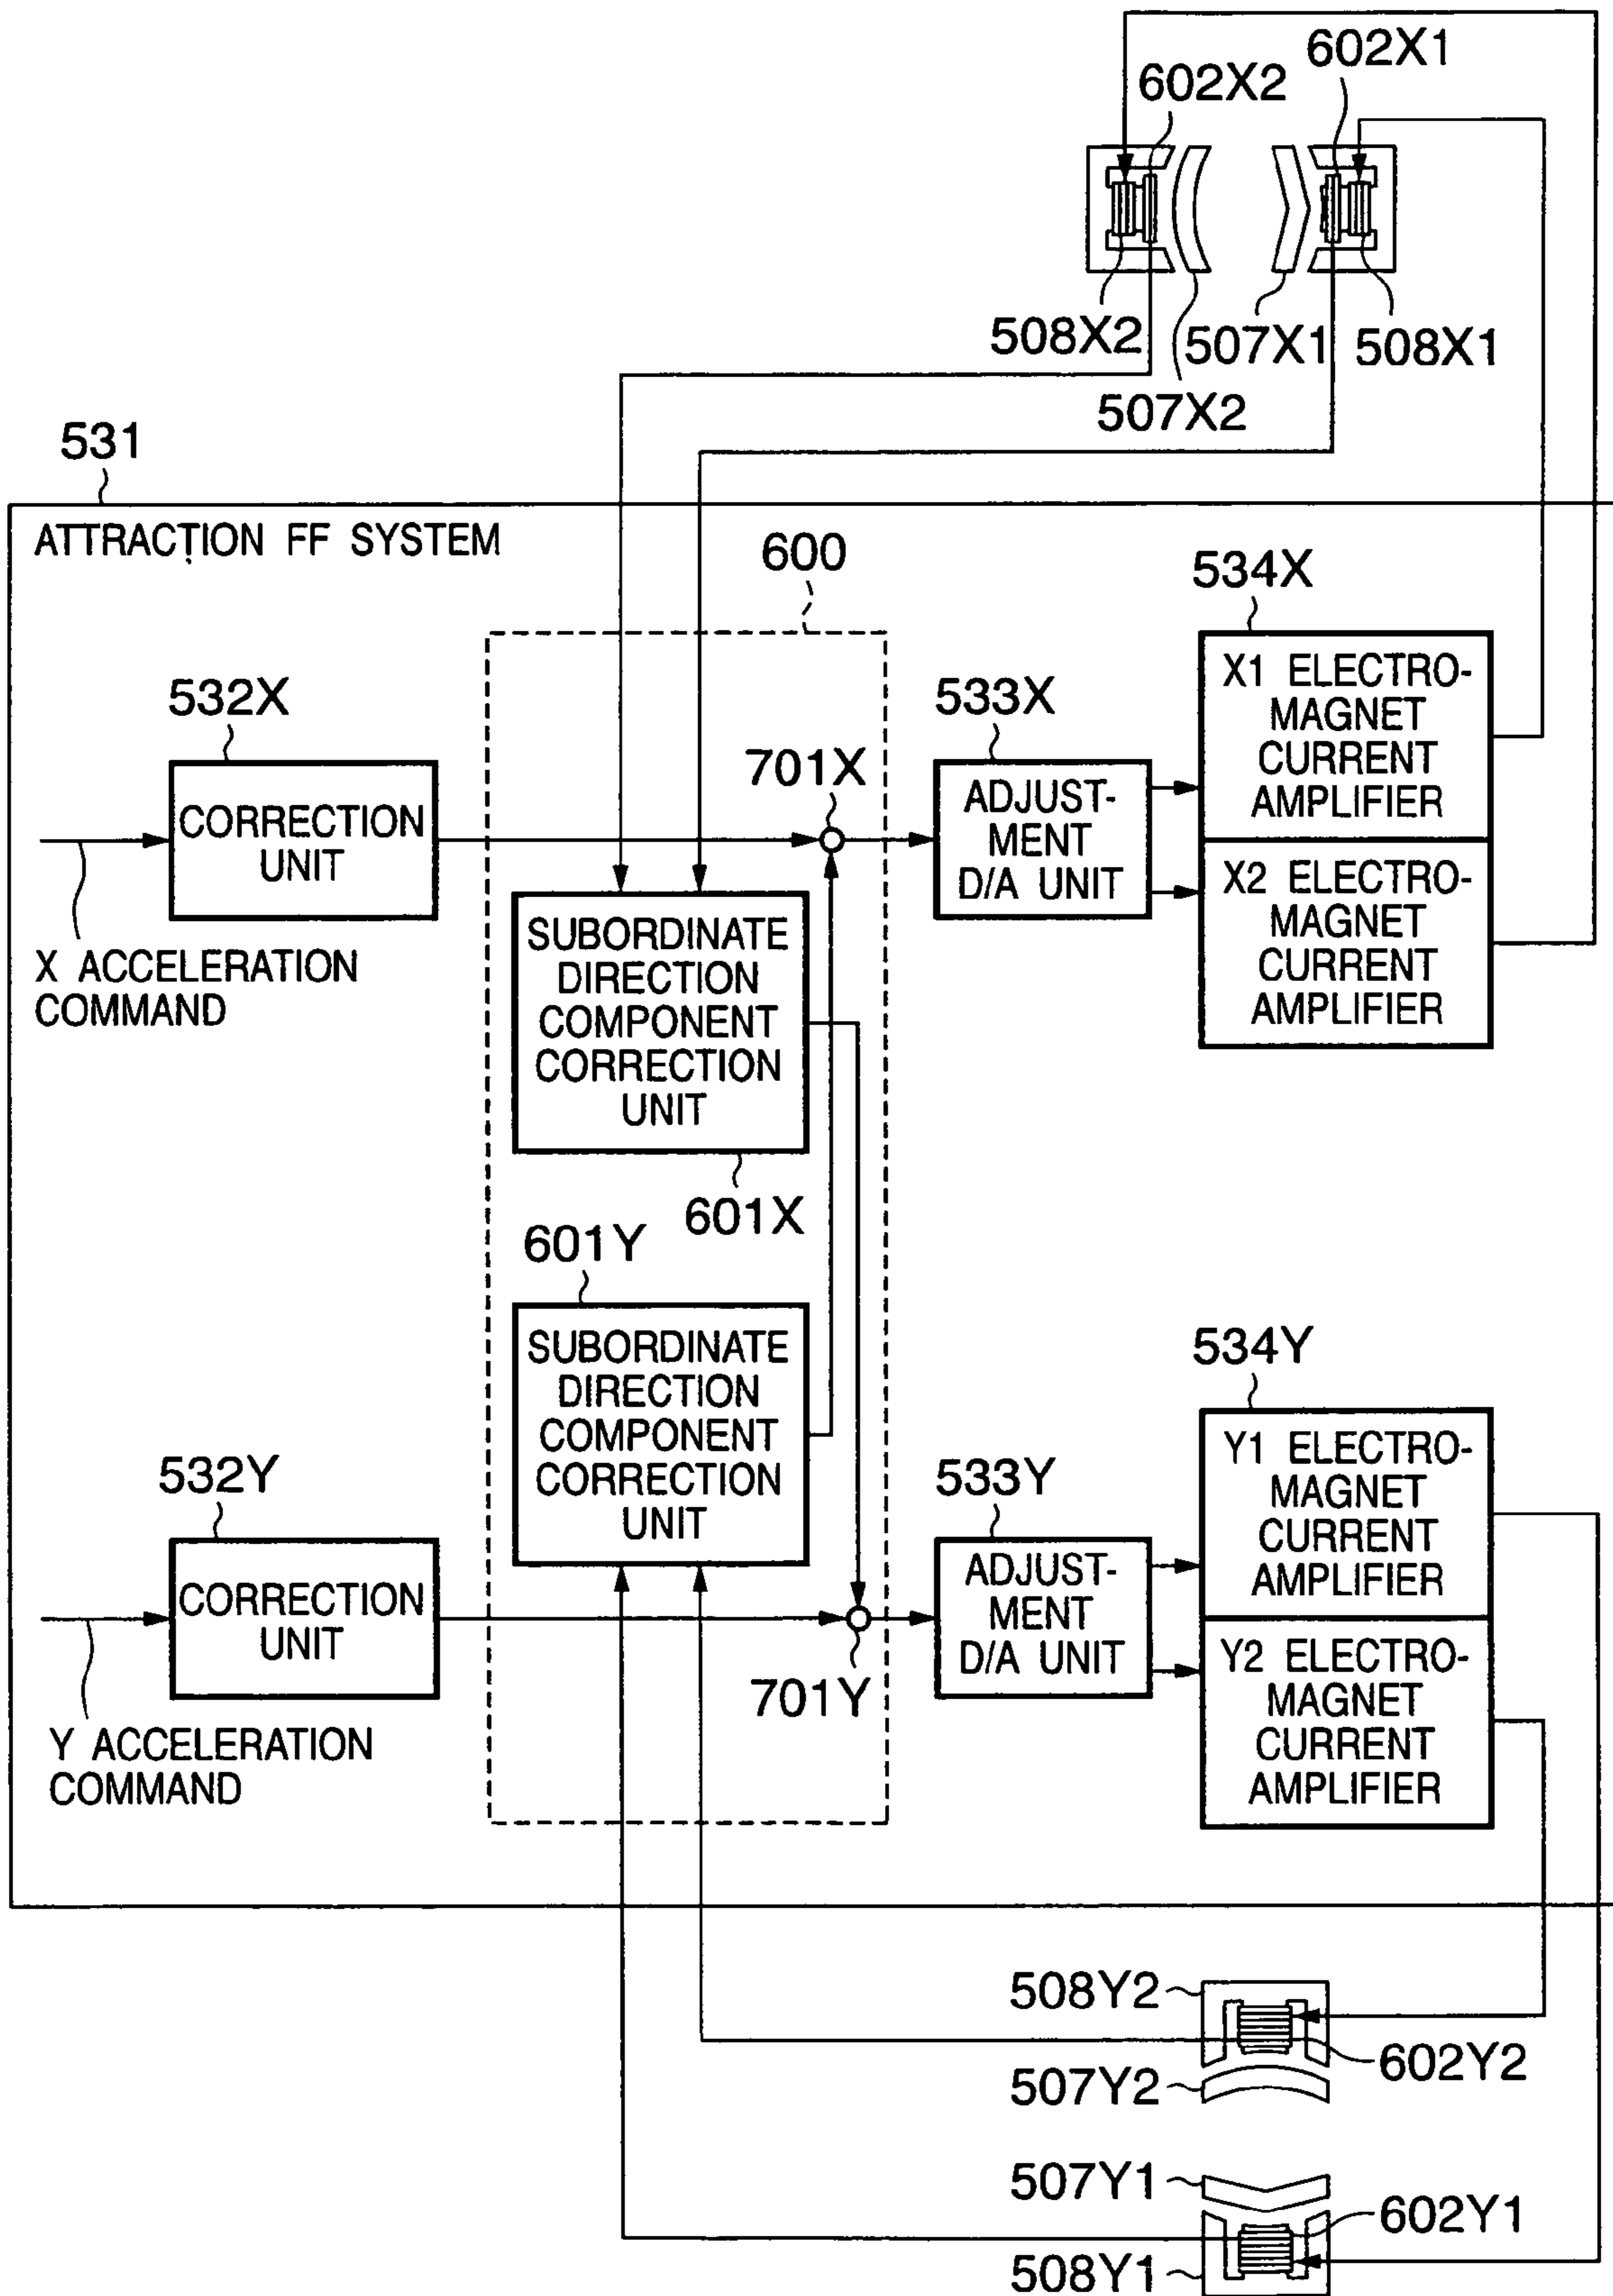 602X1
602X2
508X2
507X1
508X1
507X2
531
ATTRACTION FF SYSTEM
600
534X
X1 ELECTRO-
MAGNET
CURRENT
AMPLIFIER
532X
533X
701X
CORRECTION
UNIT
ADJUST-
MENT
D/A UNIT
X2 ELECTRO-
MAGNET
CURRENT
AMPLIFIER
X ACCELERATION
COMMAND
SUBORDINATE
DIRECTION
COMPONENT
CORRECTION
UNIT
601X
601Y
SUBORDINATE
DIRECTION
COMPONENT
CORRECTION
UNIT
534Y
Y1 ELECTRO-
MAGNET
CURRENT
AMPLIFIER
532Y
533Y
CORRECTION
UNIT
ADJUST-
MENT
D/A UNIT
701Y
Y2 ELECTRO-
MAGNET
CURRENT
AMPLIFIER
Y ACCELERATION
COMMAND
508Y2
602Y2
507Y2
507Y1
602Y1
508Y1